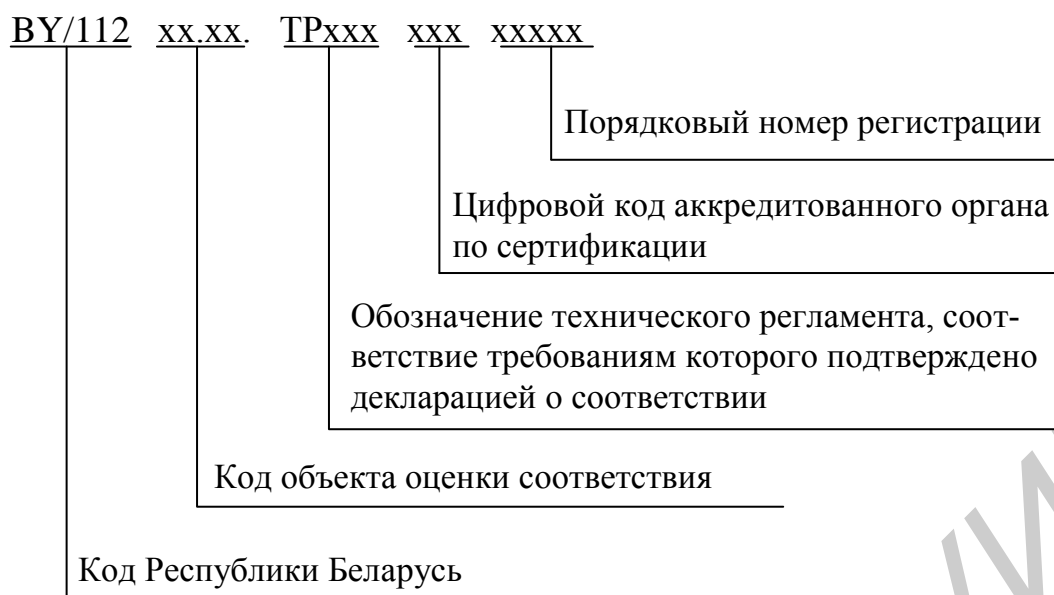 BY/112 xx.xx. ТРxxx xxx xxxxx
Порядковый номер регистрации
Цифровой код аккредитованного органа
по сертификации
Обозначение технического регламента, соот-
ветствие требованиям которого подтверждено
декларацией о соответствии
Код объекта оценки соответствия
Код Республики Беларусь